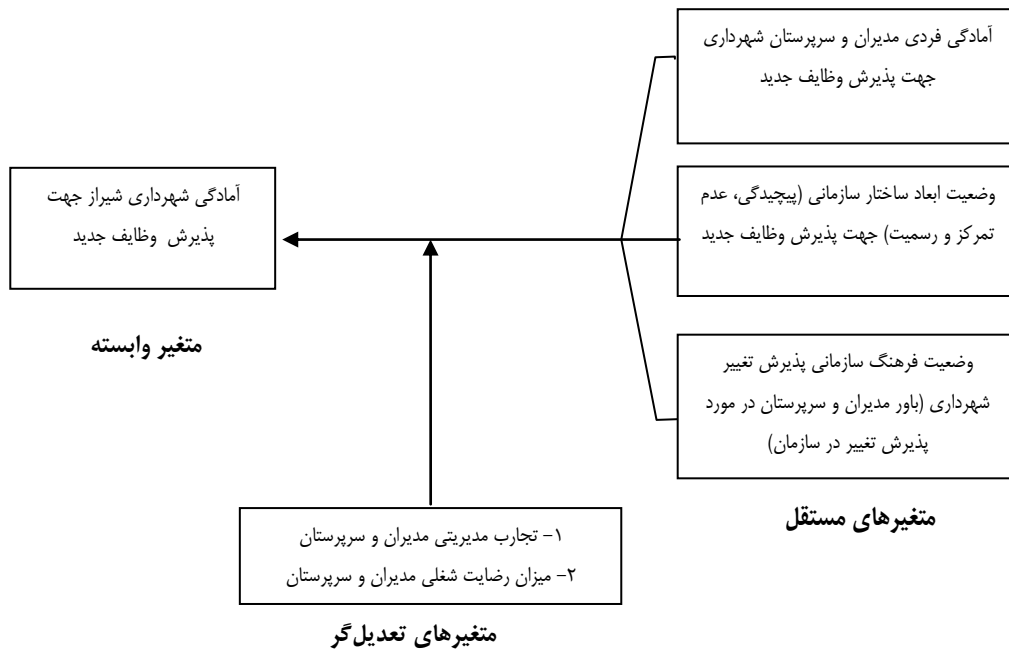 آمادگی فردی مدیران و سرپرستان شهرداری
جهت پذیرش وظایف جدید
وضعیت ابعاد ساختار سازمانی (پیچیدگی، عدم
تمرکز و رسمیت) جهت پذیرش وظایف جدید
وضعیت فرهنگ سازمانی پذیرش تغییر
شهرداری (باور مدیران و سرپرستان در مورد
پذیرش تغییر در سازمان)
متغیرهای مستقل
آمادگی شهرداری شیراز جهت
پذیرش وظایف جدید
متغیر وابسته
۱- تجارب مدیریتی مدیران و سرپرستان
۲- میزان رضایت شغلی مدیران و سرپرستان
متغیرهای تعدیل‌گر